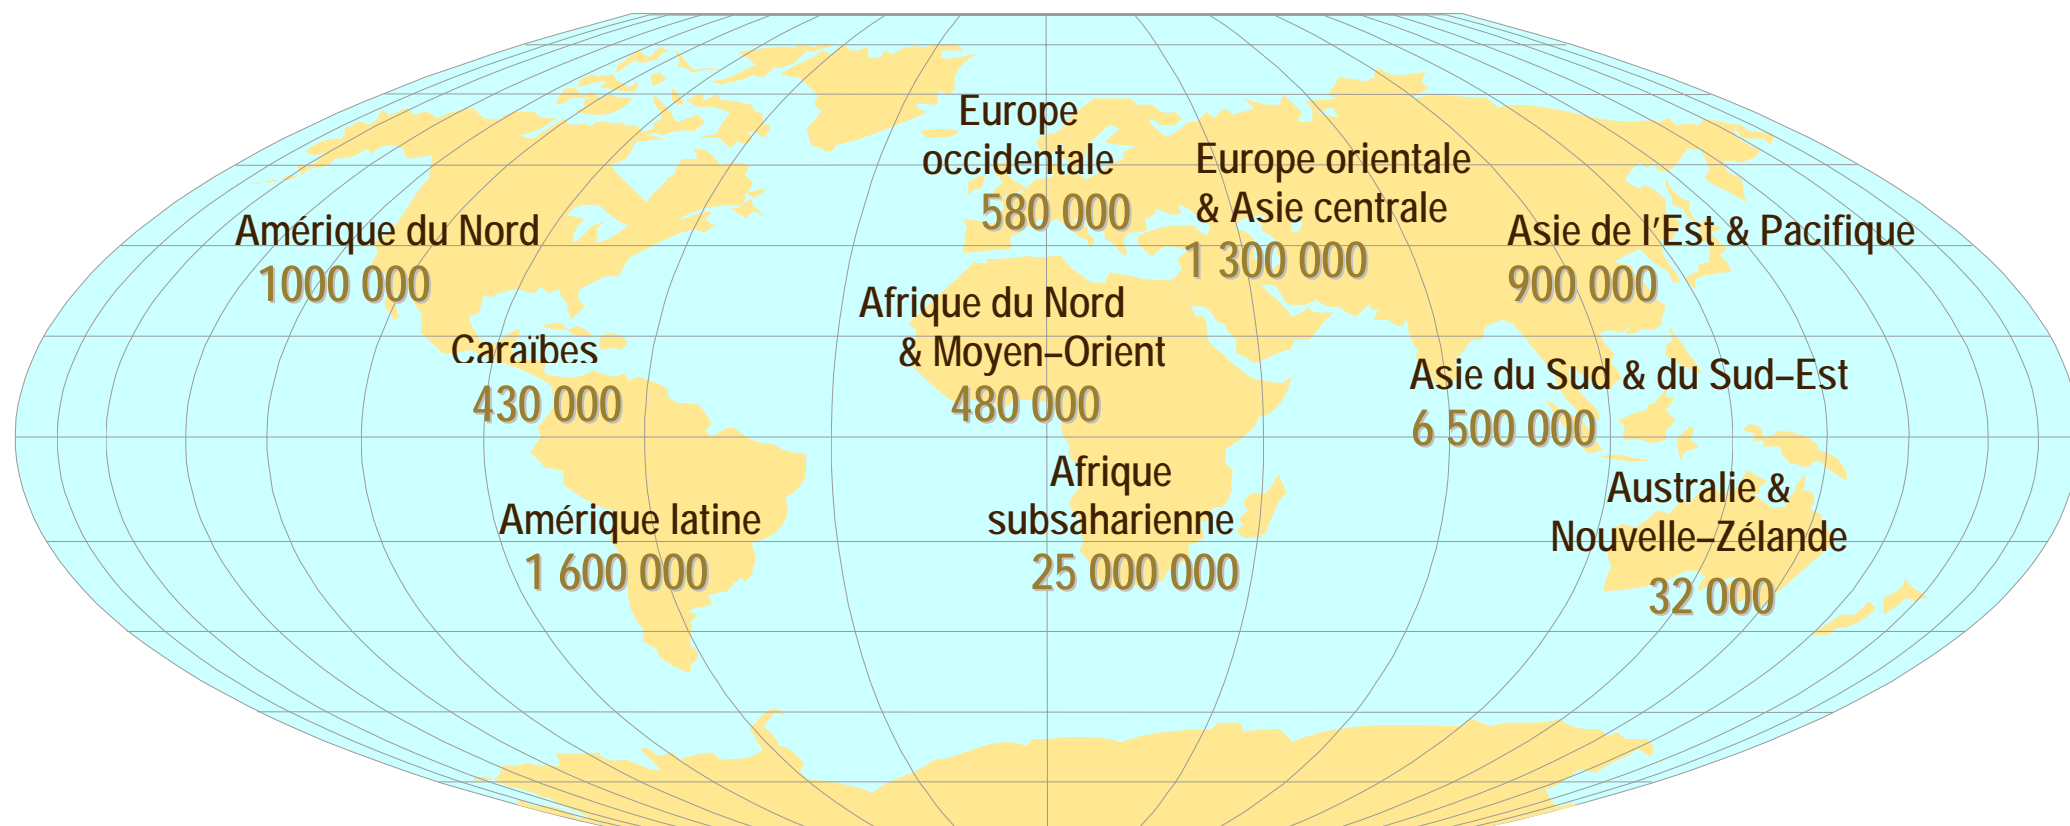 Europe
occidentale
580 000
Europe orientale
& Asie centrale
1 300 000
Amérique du Nord
1000 000
Asie de l'Est & Pacifique
900 000
Afrique du Nord
& Moyen–Orient
480 000
Caraïbes
430 000
Asie du Sud & du Sud–Est
6 500 000
Afrique
subsaharienne
25 000 000
Amérique latine
1 600 000
Australie &
Nouvelle–Zélande
32 000